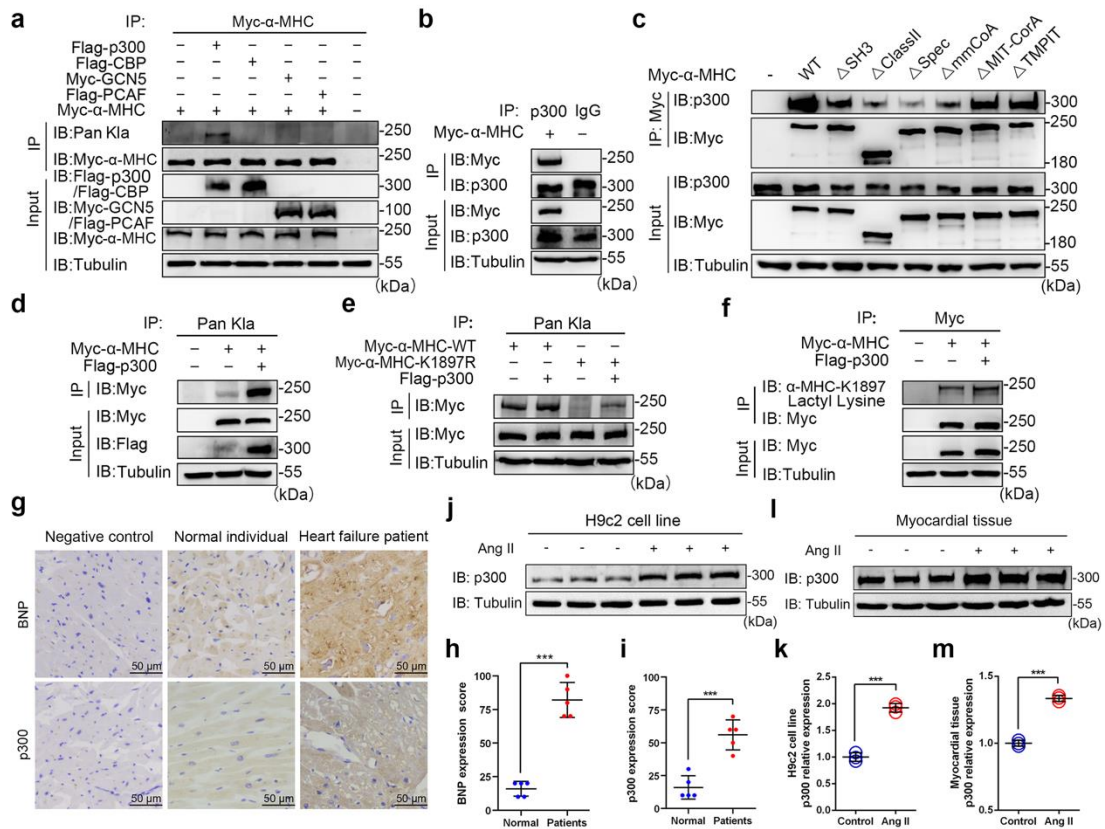 a
IP: Myc-α-MHC
Flag-p300 − + − − − −
Flag-CBP − − + − − −
Myc-GCN5 − − − + − −
Flag-PCAF − − − − + −
Myc-α-MHC + + + + + −
IP
IB:Pan Kla -250
IB:Myc-α-MHC -250
Input
IB:Flag-p300
/Flag-CBP -300
IB:Myc-GCN5
/Flag-PCAF -100
IB:Myc-α-MHC 250
IB:Tubulin -55
(kDa)
b
IP: p300 IgG
Myc-α-MHC + −
IP
IB:Myc -250
IB:p300 -300
Input
IB:Myc -250
IB:p300 -300
IB:Tubulin -55
(kDa)
c
Myc-α-MHC - WT △SH3 △ClassII △Spec △mmCoA △MIT-CorA △TMPIT
IP: Myc
IB:p300 -300
IB:Myc -250
-180
Input
IB:p300 -300
IB:Myc -250
-180
IB:Tubulin -55
(kDa)
d
IP: Pan Kla
Myc-α-MHC − + +
Flag-p300 − − +
IP
IB:Myc -250
Input
IB:Myc -250
IB:Flag -300
IB:Tubulin -55
(kDa)
e
IP: Pan Kla
Myc-α-MHC-WT + + − −
Myc-α-MHC-K1897R − − + +
Flag-p300 − + − +
IP
IB:Myc -250
Input
IB:Myc -250
IB:Tubulin -55
(kDa)
f
IP: Myc
Myc-α-MHC − + +
Flag-p300 − − +
IP
IB: α-MHC-K1897
Lactyl Lysine -250
IB: Myc -250
Input
IB: Myc -250
IB: Tubulin -55
(kDa)
g
Negative control Normal individual Heart failure patient
BNP
50 μm 50 μm 50 μm
p300
50 μm 50 μm 50 μm
j
H9c2 cell line
Ang II - - - + + +
IB: p300 -300
IB: Tubulin -55
(kDa)
l
Myocardial tissue
Ang II - - - + + +
IB: p300 -300
IB: Tubulin -55
(kDa)
h
BNP expression score
100
75
50
25
0
***
Normal Patients
i
p300 expression score
100
75
50
25
0
***
Normal Patients
k
H9c2 cell line
p300 relative expression
2.5
2.0
1.5
1.0
0.5
0.0
***
Control Ang II
m
Myocardial tissue
p300 relative expression
1.5
1.0
0.5
***
Control Ang II